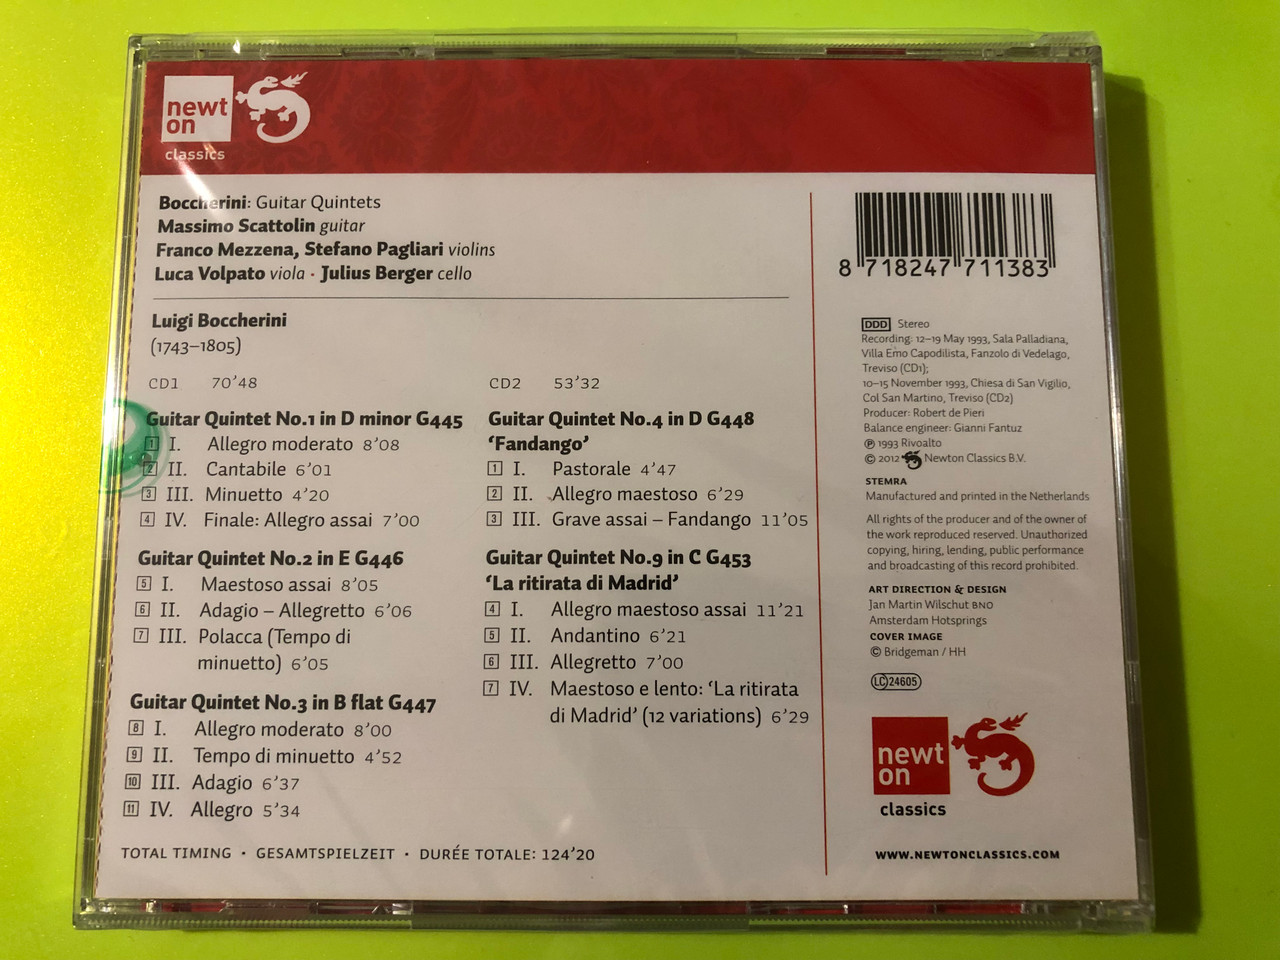 newt
on
classics
Boccherini: Guitar Quintets
Massimo Scattolin guitar
Franco Mezzena, Stefano Pagliari violins
Luca Volpato viola · Julius Berger cello
Luigi Boccherini
(1743–1805)
CD1 70’48
Guitar Quintet No.1 in D minor G445
1 I. Allegro moderato 8’08
2 II. Cantabile 6’01
3 III. Minuetto 4’20
4 IV. Finale: Allegro assai 7’00
Guitar Quintet No.2 in E G446
5 I. Maestoso assai 8’05
6 II. Adagio – Allegretto 6’06
7 III. Polacca (Tempo di
minuetto) 6’05
Guitar Quintet No.3 in B flat G447
8 I. Allegro moderato 8’00
9 II. Tempo di minuetto 4’52
10 III. Adagio 6’37
11 IV. Allegro 5’34
CD2 53’32
Guitar Quintet No.4 in D G448
‘Fandango’
1 I. Pastorale 4’47
2 II. Allegro maestoso 6’29
3 III. Grave assai – Fandango 11’05
Guitar Quintet No.9 in C G453
‘La ritirata di Madrid’
4 I. Allegro maestoso assai 11’21
5 II. Andantino 6’21
6 III. Allegretto 7’00
7 IV. Maestoso e lento: ‘La ritirata
di Madrid’ (12 variations) 6’29
TOTAL TIMING · GESAMTSPIELZEIT · DURÉE TOTALE: 124’20
8 718247 711383
DDD Stereo
Recording: 12–19 May 1993, Sala Palladiana,
Villa Emo Capodilista, Fanzolo di Vedelago,
Treviso (CD1);
10–15 November 1993, Chiesa di San Vigilio,
Col San Martino, Treviso (CD2)
Producer: Robert de Pieri
Balance engineer: Gianni Fantuz
℗ 1993 Rivoalto
© 2012 Newton Classics B.V.
STEMRA
Manufactured and printed in the Netherlands
All rights of the producer and of the owner of
the work reproduced reserved. Unauthorized
copying, hiring, lending, public performance
and broadcasting of this record prohibited.
ART DIRECTION & DESIGN
Jan Martin Wilschut BNO
Amsterdam Hotsprings
COVER IMAGE
© Bridgeman / HH
LC 24605
newt
on
classics
WWW.NEWTONCLASSICS.COM